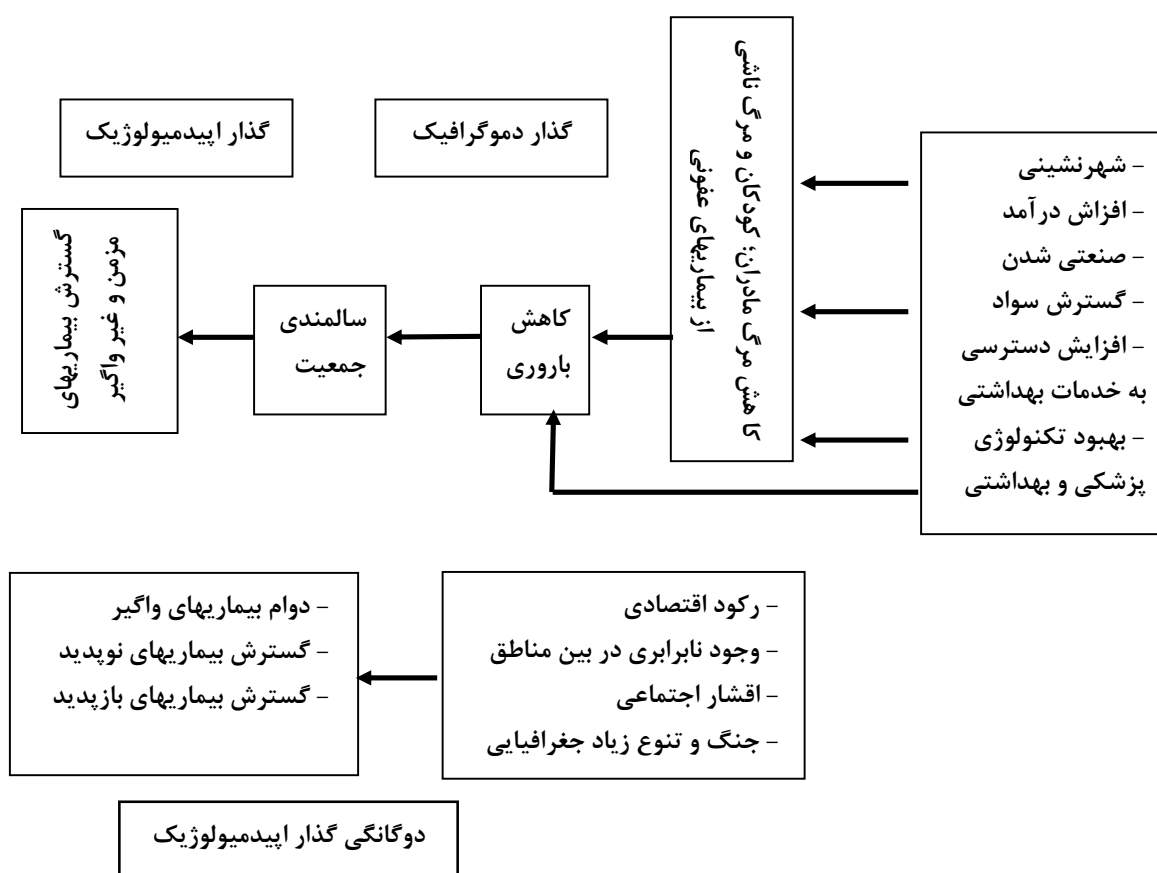 گذار اپیدمیولوژیک
گذار دموگرافیک
کا هش مرگ مادران؛ کودکان و مرگ ناشی
از بیماریهای عفونی
– شهرنشینی
– افزاش درآمد
– صنعتی شدن
– گسترش سواد
– افزایش دسترسی
به خدمات بهداشتی
– بهبود تکنولوژی
پزشکی و بهداشتی
کاهش
باروری
سالمندی
جمعیت
گسترش بیماریهای
مزمن و غیر واگیر
– رکود اقتصادی
– وجود نابرابری در بین مناطق
– اقشار اجتماعی
– جنگ و تنوع زیاد جغرافیایی
– دوام بیماریهای واگیر
– گسترش بیماریهای نوپدید
– گسترش بیماریهای بازپدید
دوگانگی گذار اپیدمیولوژیک